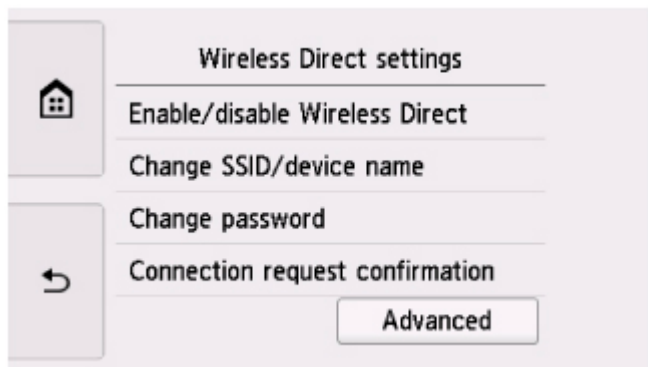 Wireless Direct settings
Enable/disable Wireless Direct
Change SSID/device name
Change password
Connection request confirmation
Advanced